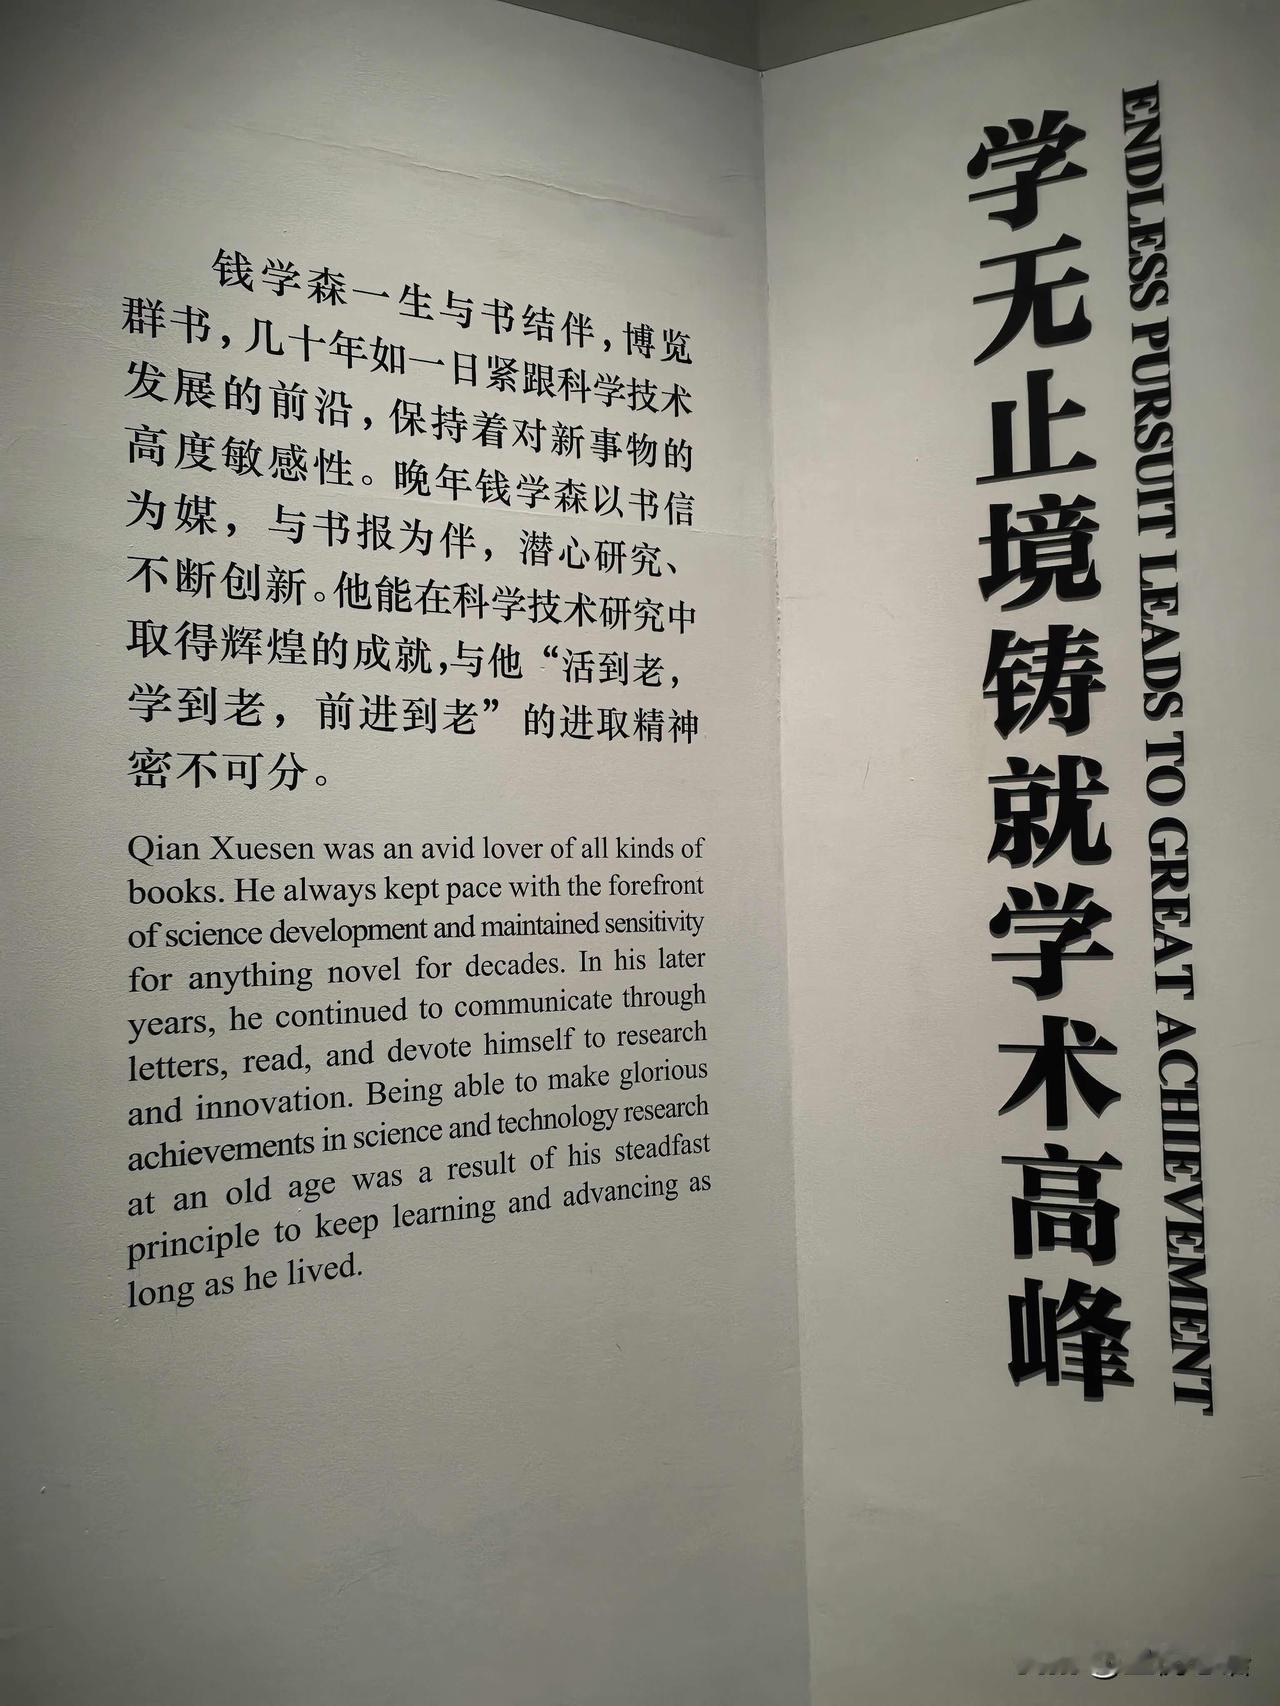 学无止境铸就学术高峰
ENDLESS PURSUIT LEADS TO GREAT ACHIEVEMENT
钱学森一生与书结伴，博览
群书，几十年如一日紧跟科学技术
发展的前沿，保持着对新事物的
高度敏感性。晚年钱学森以书信
为媒，与书报为伴，潜心研究、
不断创新。他能在科学技术研究中
取得辉煌的成就，与他“活到老，
学到老，前进到老”的进取精神
密不可分。
Qian Xuesen was an avid lover of all kinds of
books. He always kept pace with the forefront
of science development and maintained sensitivity
for anything novel for decades. In his later
years, he continued to communicate through
letters, read, and devote himself to research
and innovation. Being able to make glorious
achievements in science and technology research
at an old age was a result of his steadfast
principle to keep learning and advancing as
long as he lived.